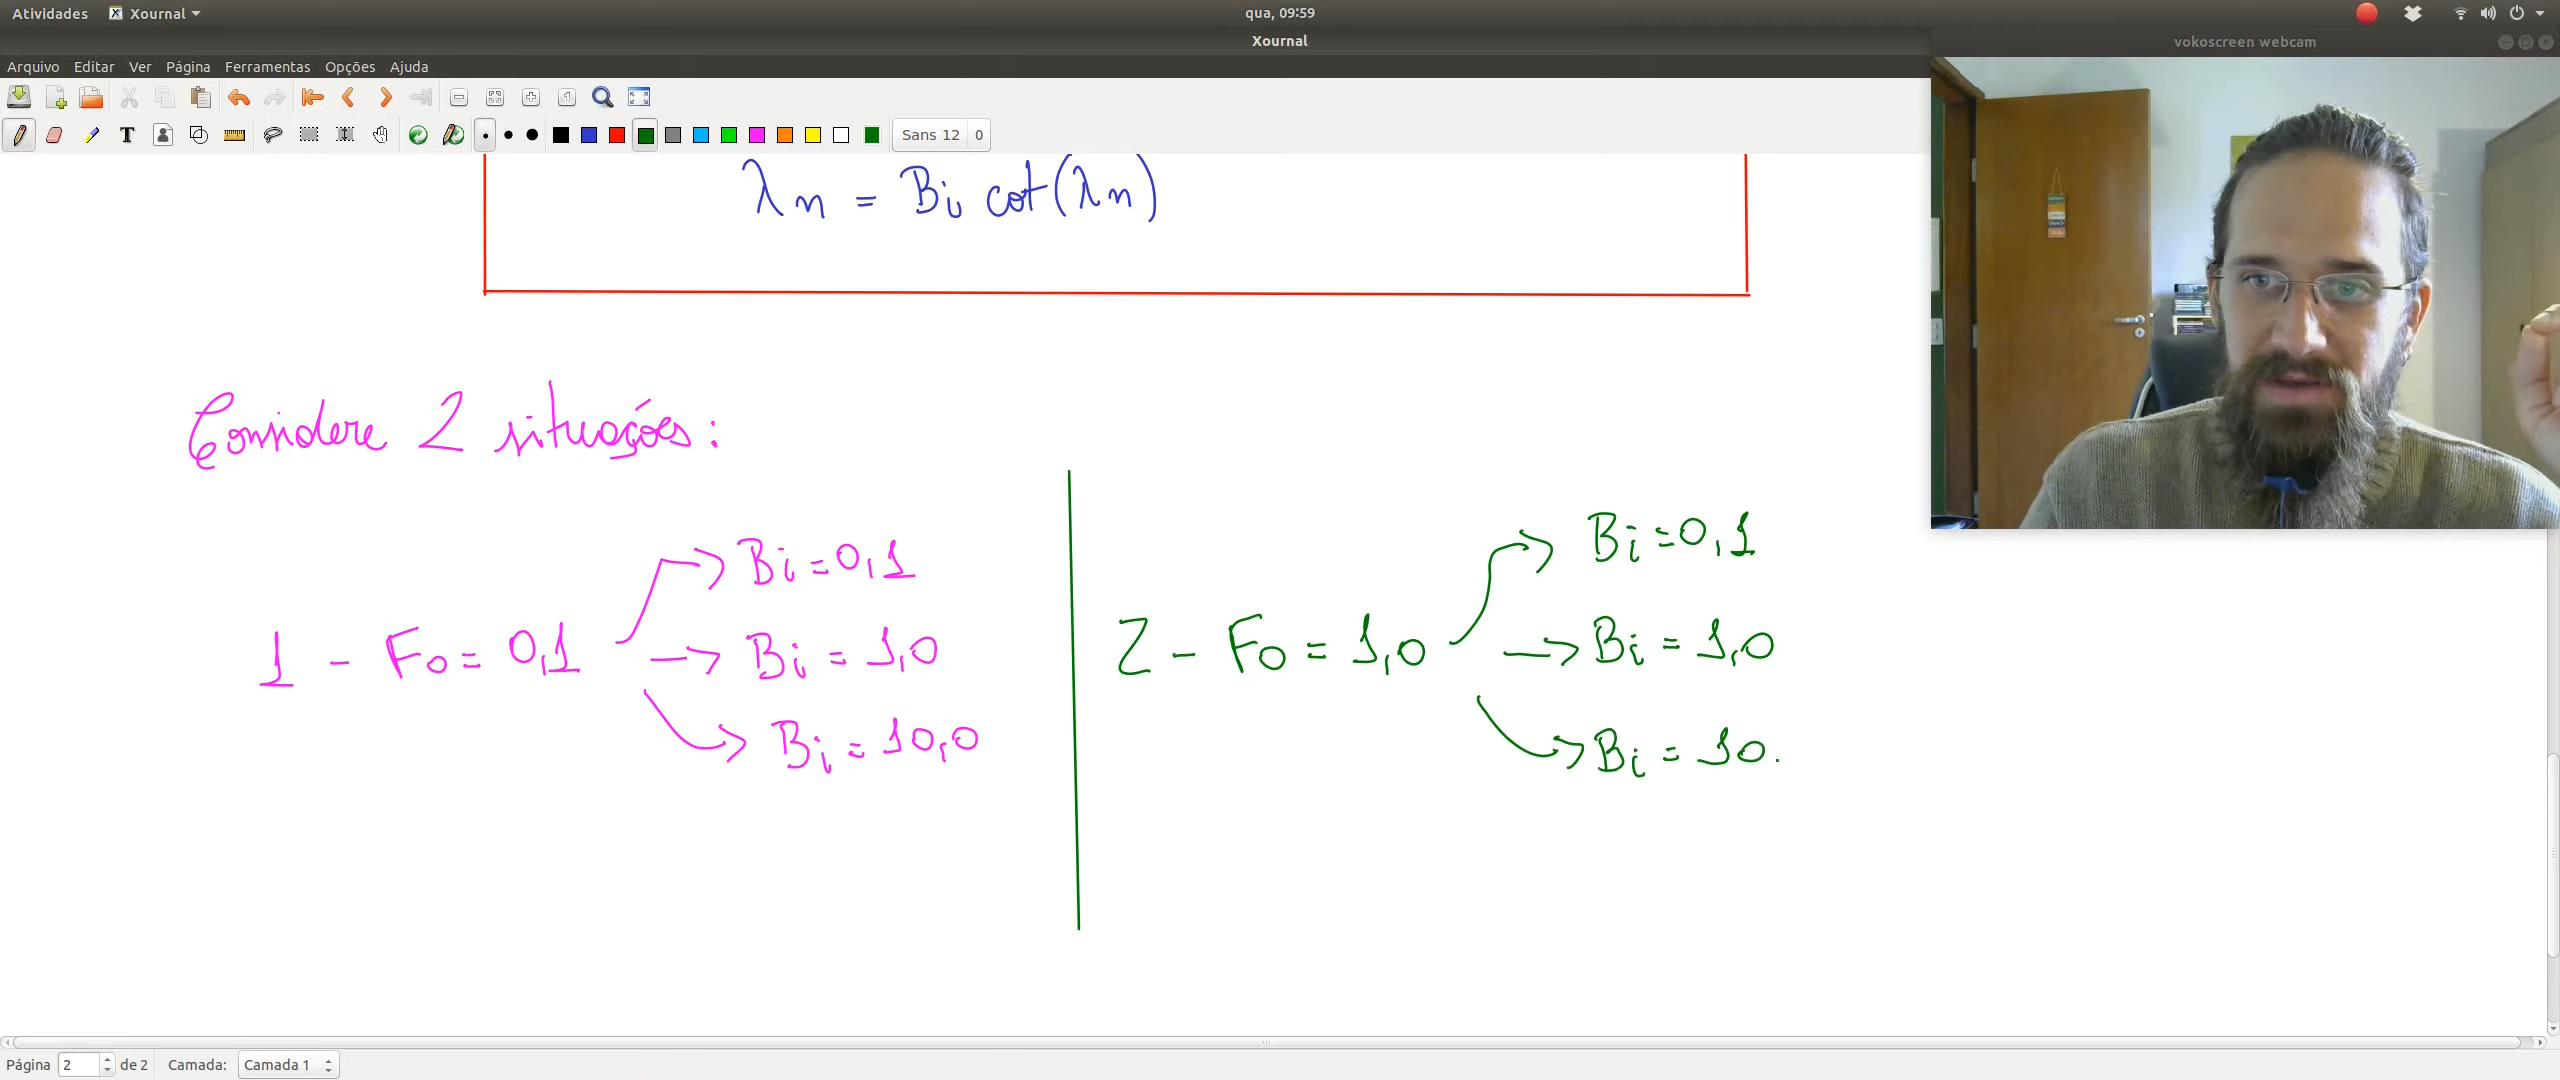 Atividades Xournal qua, 09:59
Xournal
vokoscreen webcam
Arquivo Editar Ver Página Ferramentas Opções Ajuda
Sans 12 0
λn = Bi cot(λn)
Considere 2 situações:
1 - Fo = 0,1
→ Bi = 0,1
→ Bi = 1,0
→ Bi = 10,0
2 - Fo = 1,0
→ Bi = 0,1
→ Bi = 1,0
→ Bi = 10.
Página 2 de 2 Camada: Camada 1